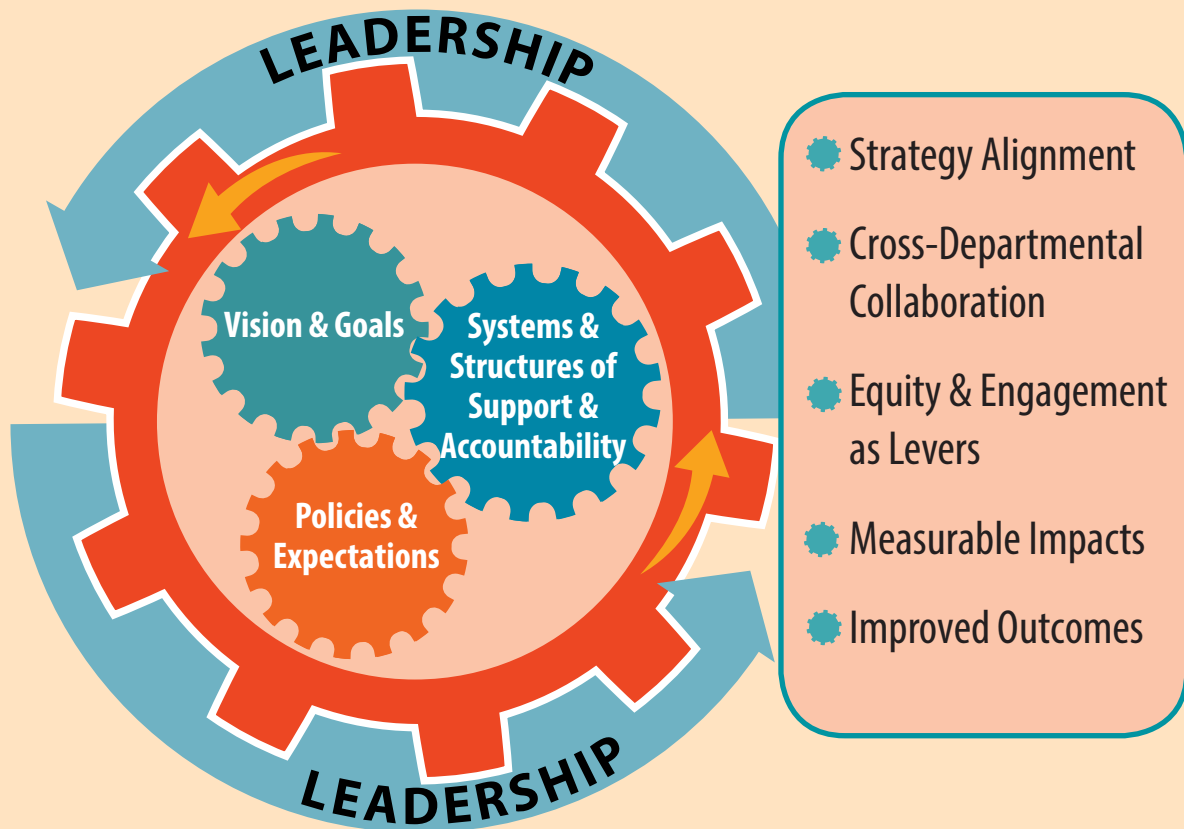 LEADERSHIP
Vision & Goals
Systems &
Structures of
Support &
Accountability
Policies &
Expectations
LEADERSHIP
Strategy Alignment
Cross-Departmental
Collaboration
Equity & Engagement
as Levers
Measurable Impacts
Improved Outcomes